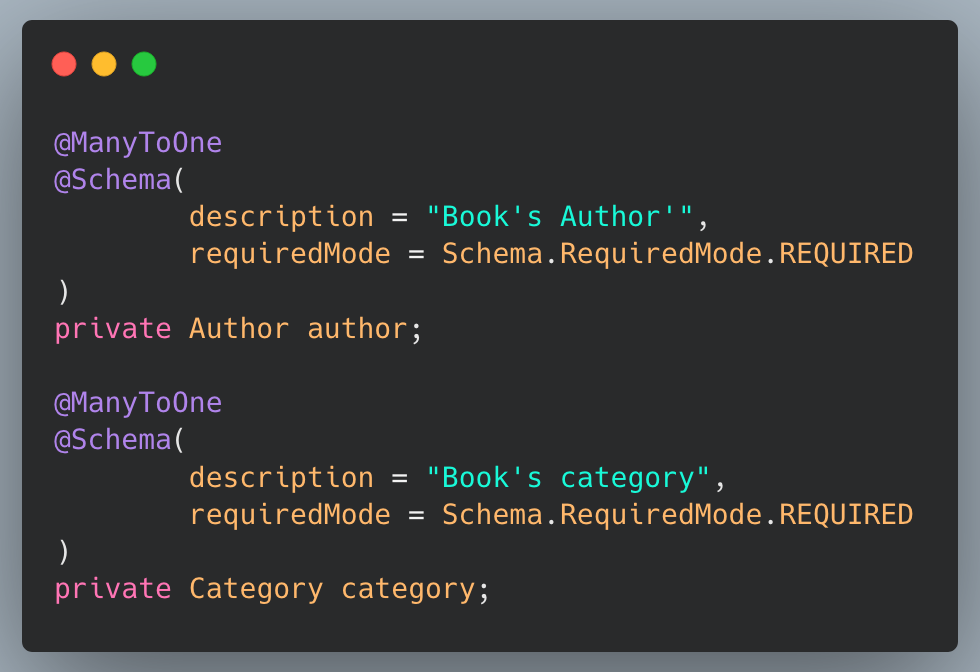 @ManyToOne
@Schema(
        description = "Book's Author'",
        requiredMode = Schema.RequiredMode.REQUIRED
)
private Author author;

@ManyToOne
@Schema(
        description = "Book's category",
        requiredMode = Schema.RequiredMode.REQUIRED
)
private Category category;